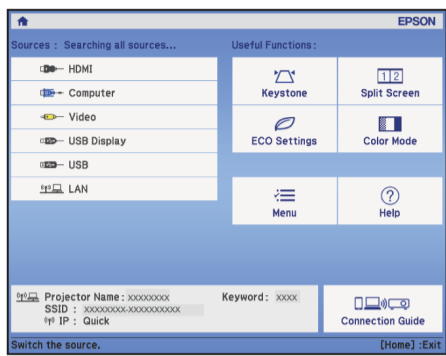 EPSON
Sources : Searching all sources...
Useful Functions :
HDMI
Computer
Video
USB Display
USB
LAN
Keystone
1 2
Split Screen
ECO Settings
Color Mode
Menu
?
Help
Projector Name : xxxxxxxx
SSID : xxxxxxxx-xxxxxxxxxx
IP : Quick
Keyword : xxxx
Connection Guide
Switch the source.
[Home] :Exit